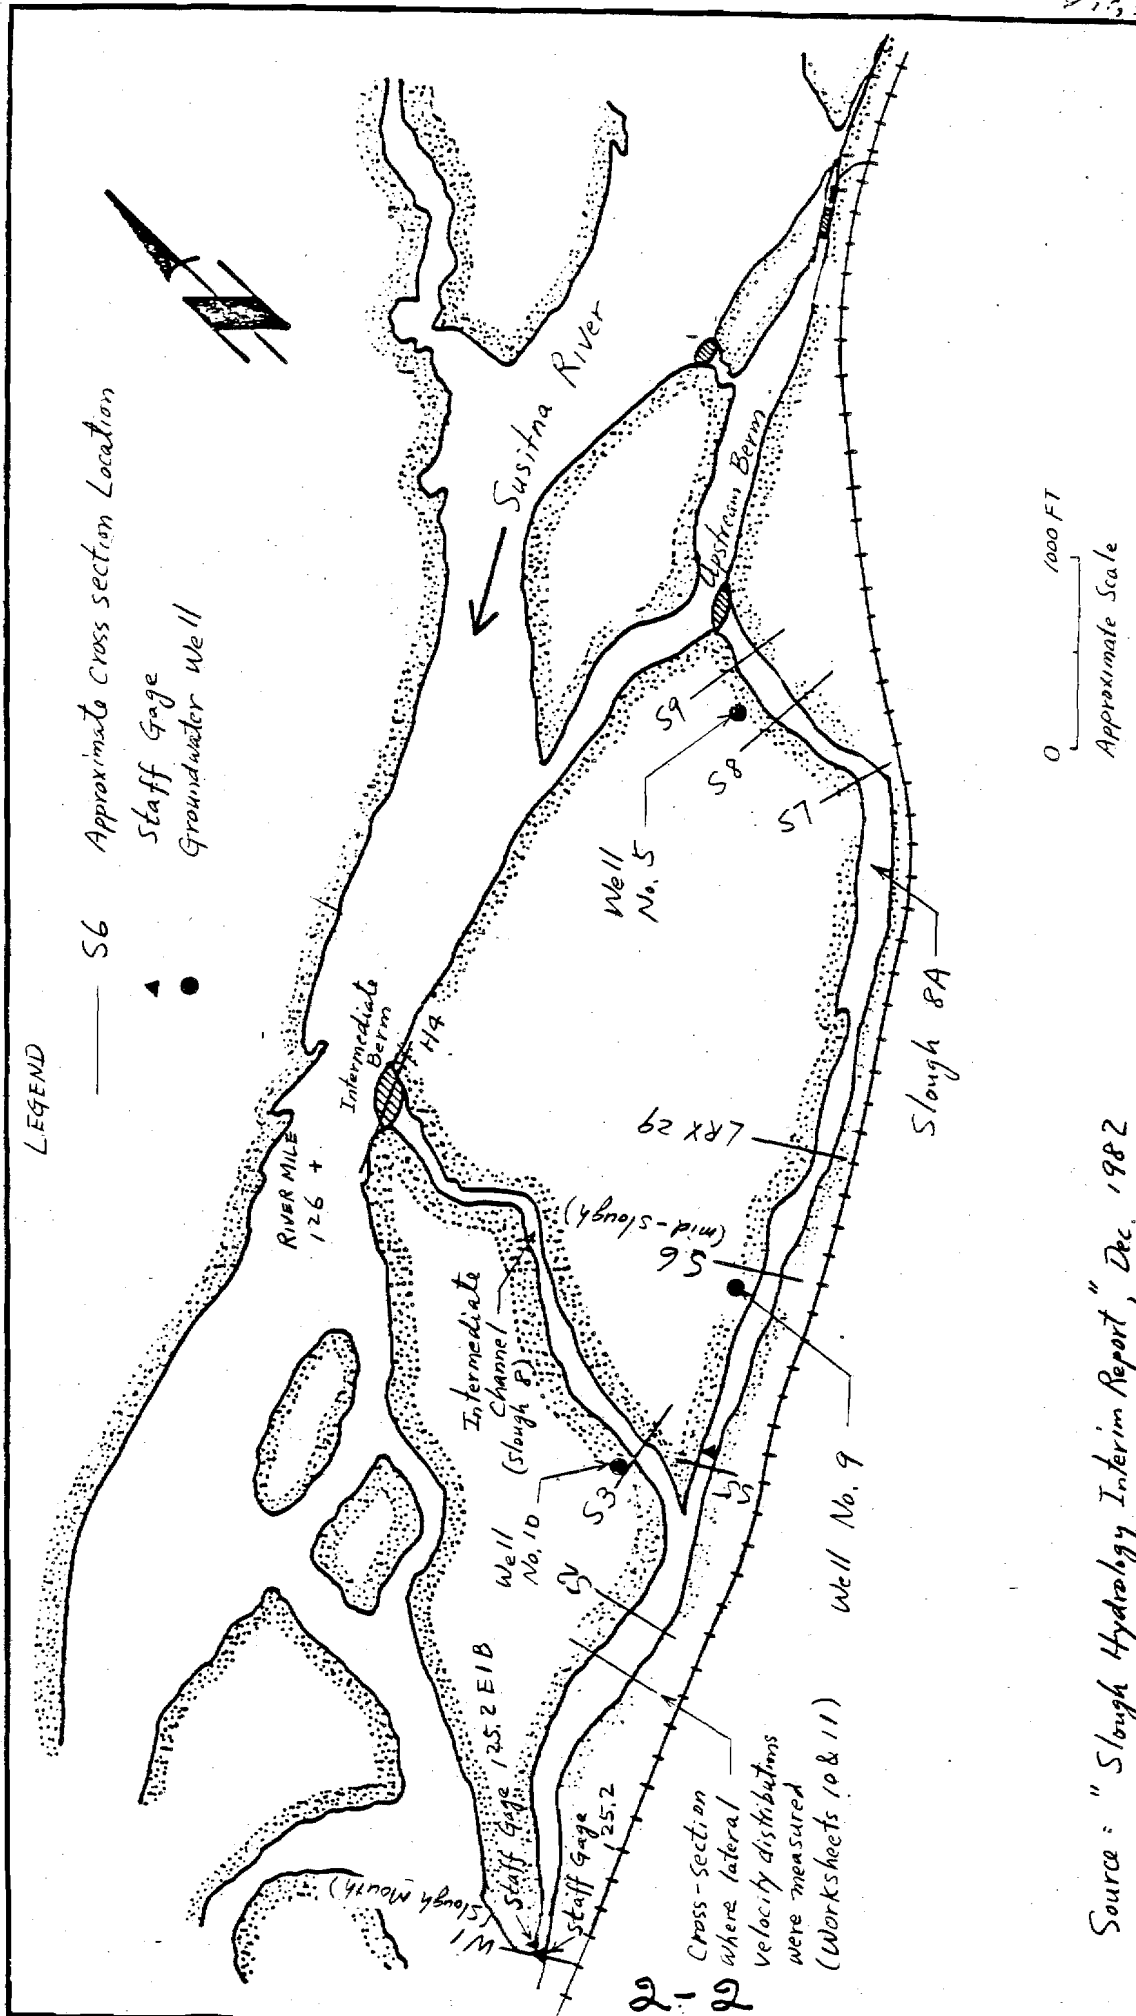 LEGEND
S6 Approximate Cross section Location
Staff Gage
Groundwater Well
Susitna River
Upstream Berm
Intermediate
Berm
H4
RIVER MILE
126 +
Intermediate
Channel
(slough 8)
Well
No. 10
S3
S2
S5
S6
(mid-slough)
LRX 29
Well
No. 5
S9
S8
S7
Slough 8A
Well No. 9
Staff Gage 125.2 E1B
Staff Gage
125.2
W1
(Slough Mouth)
Cross-section
where lateral
velocity distributions
were measured
(Worksheets 10 & 11)
0 1000 FT
Approximate Scale
Source: "Slough Hydrology Interim Report", Dec. 1982
2-2